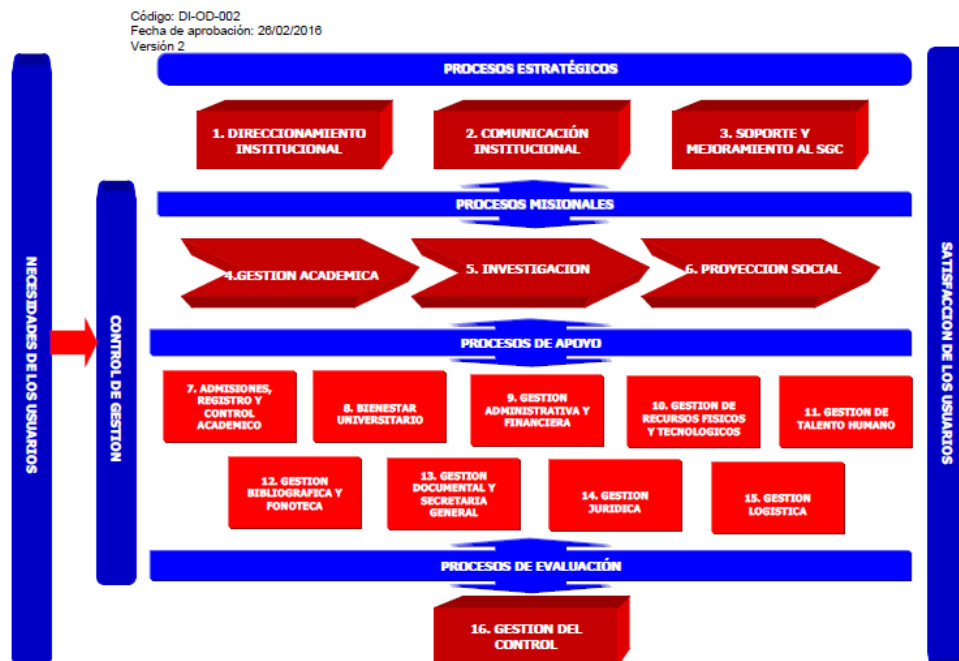 Código: DI-OD-002
Fecha de aprobación: 26/02/2016
Versión 2
PROCESOS ESTRATÉGICOS
1. DIRECCIONAMIENTO
INSTITUCIONAL
2. COMUNICACIÓN
INSTITUCIONAL
3. SOPORTE Y
MEJORAMIENTO AL SGC
PROCESOS MISIONALES
4.GESTION ACADEMICA
5. INVESTIGACION
6. PROYECCION SOCIAL
PROCESOS DE APOYO
7. ADMISIONES,
REGISTRO Y
CONTROL
ACADEMICO
8. BIENESTAR
UNIVERSITARIO
9. GESTION
ADMINISTRATIVA Y
FINANCIERA
10. GESTION DE
RECURSOS FISICOS
Y TECNOLOGICOS
11. GESTION DE
TALENTO HUMANO
12. GESTION
BIBLIOGRAFICA Y
FONOTECA
13. GESTION
DOCUMENTAL Y
SECRETARIA
GENERAL
14. GESTION
JURIDICA
15. GESTION
LOGISTICA
PROCESOS DE EVALUACIÓN
16. GESTION DEL
CONTROL
NECESIDADES DE LOS USUARIOS
CONTROL DE GESTION
SATISFACCION DE LOS USUARIOS